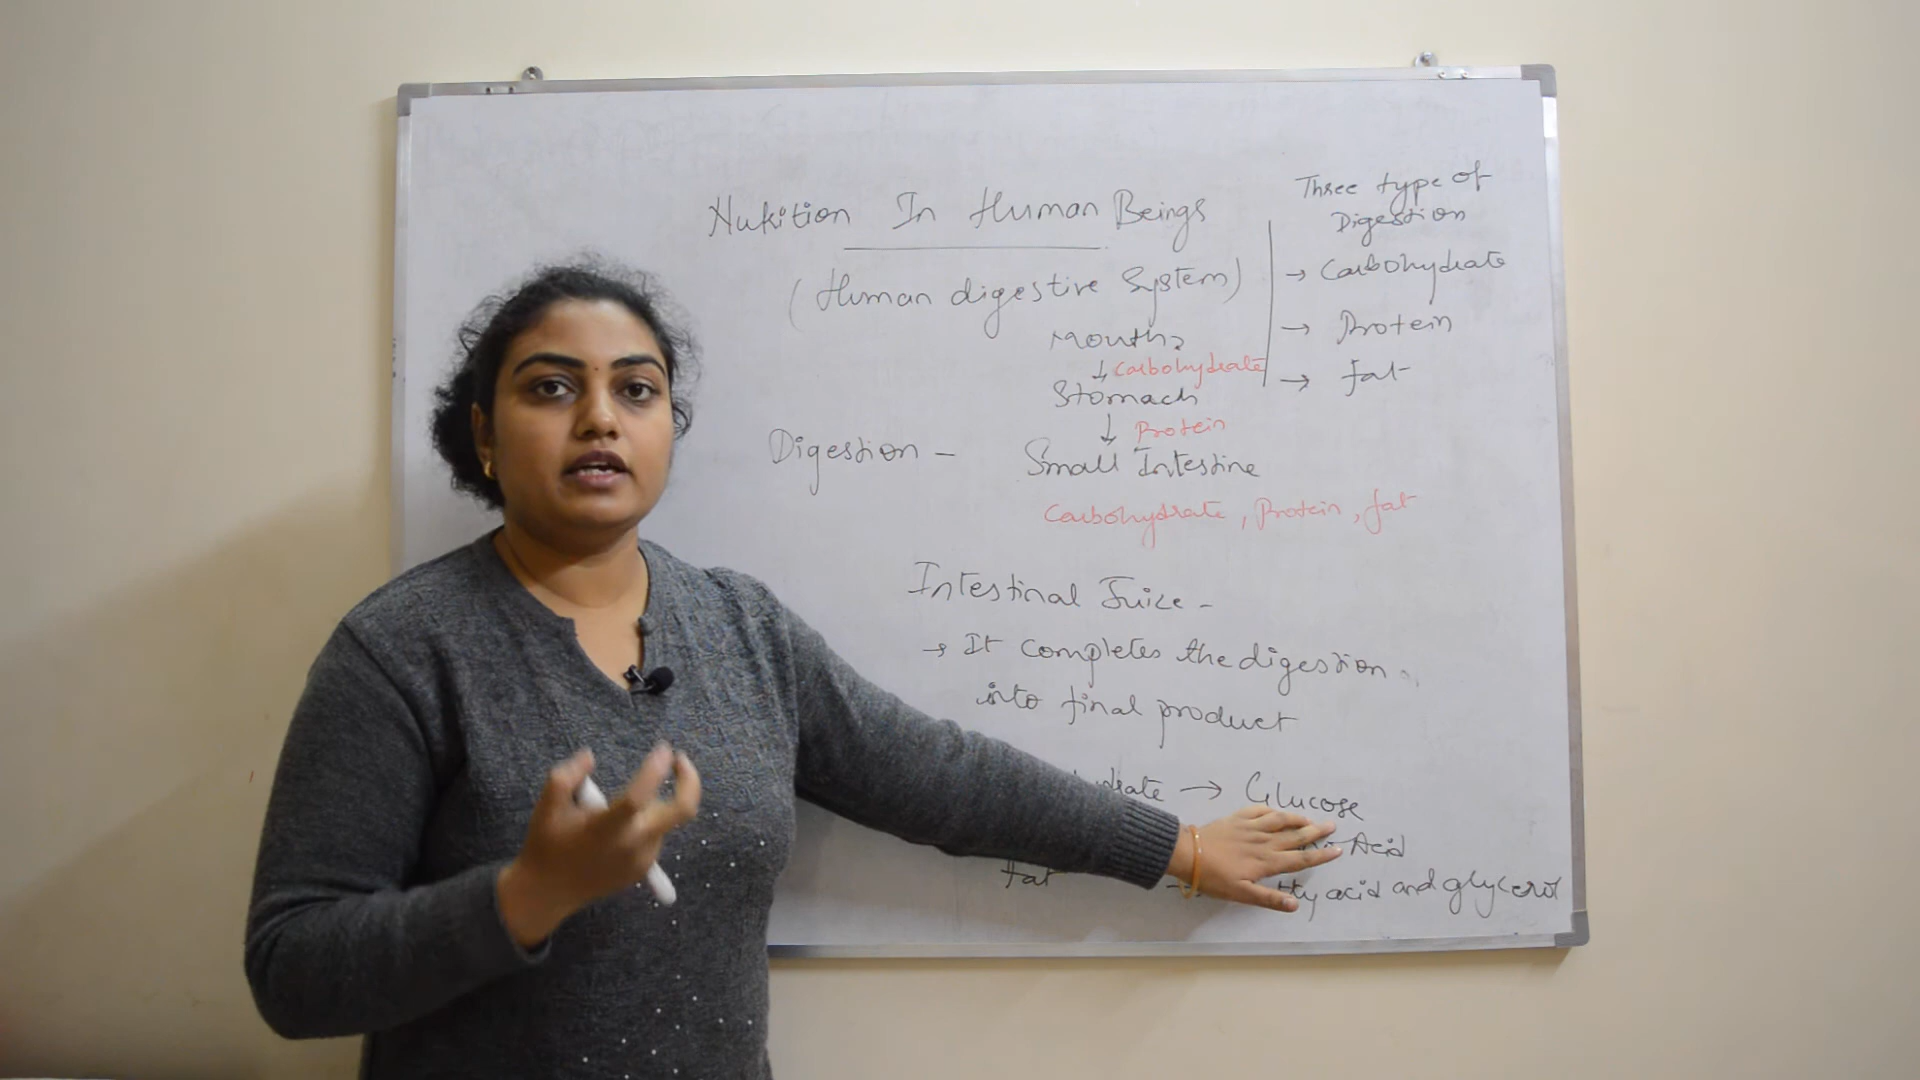 Nutrition In Human Beings
(Human digestive System)
Mouth
↓ Carbohydrate
Stomach
↓ Protein
Digestion - Small Intestine
Carbohydrate, Protein, fat
Three type of
Digestion
→ Carbohydrate
→ Protein
→ fat
Intestinal Juice -
→ It completes the digestion
into final product
→ Glucose
Acid
fat → acid and glycerol